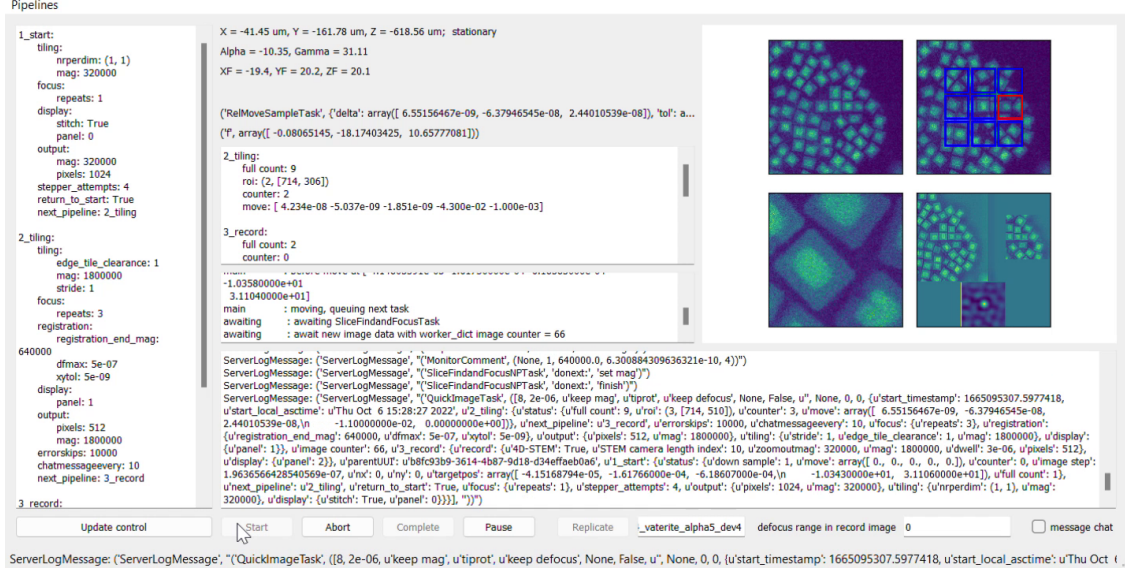 Pipelines
1_start:
tiling:
nrperdim: (1, 1)
mag: 320000
focus:
repeats: 1
display:
stitch: True
panel: 0
output:
mag: 320000
pixels: 1024
stepper_attempts: 4
return_to_start: True
next_pipeline: 2_tiling
2_tiling:
tiling:
edge_tile_clearance: 1
mag: 1800000
stride: 1
focus:
repeats: 3
registration:
registration_end_mag:
640000
dfmax: 5e-07
xytol: 5e-09
display:
panel: 1
output:
pixels: 512
mag: 1800000
errorskips: 10000
chatmessageevery: 10
next_pipeline: 3_record
3_record:
X = -41.45 um, Y = -161.78 um, Z = -618.56 um; stationary
Alpha = -10.35, Gamma = 31.11
XF = -19.4, YF = 20.2, ZF = 20.1
('RelMoveSampleTask', {'delta': array([ 6.55156467e-09, -6.37946545e-08, 2.44010539e-08]), 'tol': a...
('f', array([ -0.08065145, -18.17403425, 10.65777081]))
2_tiling:
full count: 9
roi: (2, [714, 306])
counter: 2
move: [ 4.234e-08 -5.037e-09 -1.851e-09 -4.300e-02 -1.000e-03]
3_record:
full count: 2
counter: 0
-1.03580000e+01
3.11040000e+01]
main : moving, queuing next task
awaiting : awaiting SliceFindandFocusTask
awaiting : await new image data with worker_dict image counter = 66
ServerLogMessage: ('ServerLogMessage', "('MonitorComment', (None, 1, 640000.0, 6.300884309636321e-10, 4))")
ServerLogMessage: ('ServerLogMessage', "('SliceFindandFocusNPTask', 'donext:', 'set mag')")
ServerLogMessage: ('ServerLogMessage', "('SliceFindandFocusNPTask', 'donext:', 'finish')")
ServerLogMessage: ('ServerLogMessage', "('QuickImageTask', ([8, 2e-06, u'keep mag', u'tiprot', u'keep defocus', None, False, u'', None, 0, 0, {u'start_timestamp': 1665095307.5977418,
u'start_local_asctime': u'Thu Oct 6 15:28:27 2022', u'2_tiling': {u'status': {u'full count': 9, u'roi': (3, [714, 510]), u'counter': 3, u'move': array([ 6.55156467e-09, -6.37946545e-08,
2.44010539e-08,\n -1.10000000e-02, 0.00000000e+00])}, u'next_pipeline': u'3_record', u'errorskips': 10000, u'chatmessageevery': 10, u'focus': {u'repeats': 3}, u'registration':
{u'registration_end_mag': 640000, u'dfmax': 5e-07, u'xytol': 5e-09}, u'output': {u'pixels': 512, u'mag': 1800000}, u'tiling': {u'stride': 1, u'edge_tile_clearance': 1, u'mag': 1800000}, u'display':
{u'panel': 1}}, u'image counter': 66, u'3_record': {u'record': {u'4D-STEM': True, u'STEM camera length index': 10, u'zoomoutmag': 320000, u'mag': 1800000, u'dwell': 3e-06, u'pixels': 512},
u'display': {u'panel': 2}}, u'parentUUI': u'b8fc93b9-3614-4b87-9d18-d34effaeb0a6', u'1_start': {u'status': {u'down sample': 1, u'move': array([ 0., 0., 0., 0., 0.]), u'counter': 0, u'image step':
1.9636566428540569e-07, u'nx': 0, u'ny': 0, u'targetpos': array([ -4.15168794e-05, -1.61766000e-04, -6.18607000e-04,\n -1.03430000e+01, 3.11060000e+01]), u'full count': 1},
u'next_pipeline': u'2_tiling', u'return_to_start': True, u'focus': {u'repeats': 1}, u'stepper_attempts': 4, u'output': {u'pixels': 1024, u'mag': 320000}, u'tiling': {u'nrperdim': (1, 1), u'mag':
320000}, u'display': {u'stitch': True, u'panel': 0}}}], "))")
Update control Start Abort Complete Pause Replicate _vaterite_alpha5_dev4 defocus range in record image 0 message chat
ServerLogMessage: ('ServerLogMessage', "('QuickImageTask', ([8, 2e-06, u'keep mag', u'tiprot', u'keep defocus', None, False, u'', None, 0, 0, {u'start_timestamp': 1665095307.5977418, u'start_local_asctime': u'Thu Oct